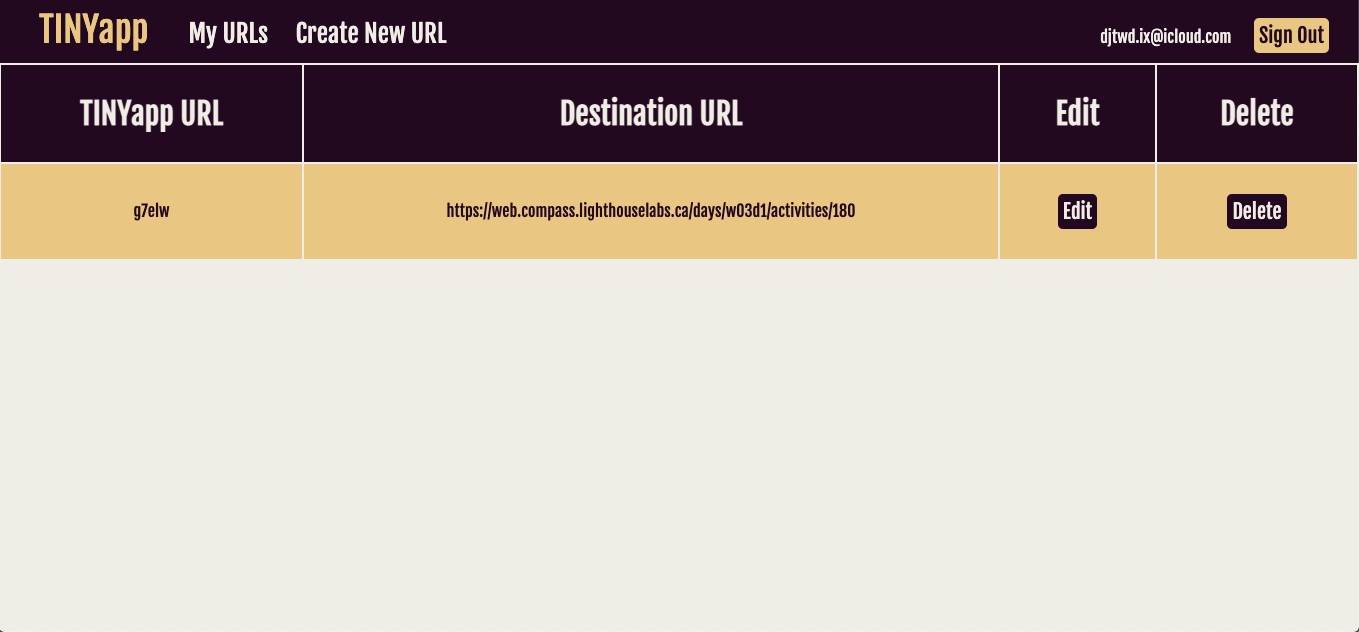 TINYapp My URLs Create New URL djtwd.ix@icloud.com Sign Out
TINYapp URL Destination URL Edit Delete
g7elw https://web.compass.lighthouselabs.ca/days/w03d1/activities/180 Edit Delete